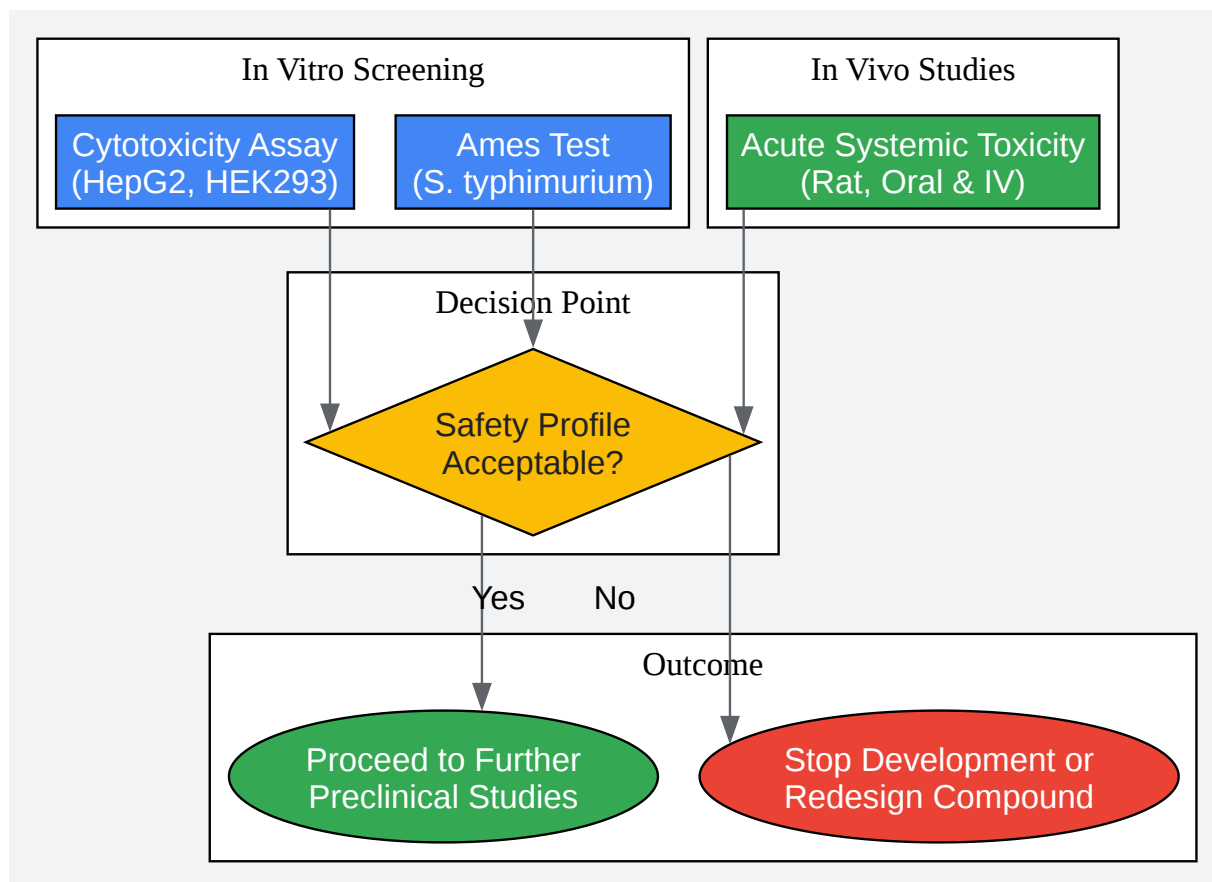 In Vitro Screening
Cytotoxicity Assay
(HepG2, HEK293)
Ames Test
(S. typhimurium)
In Vivo Studies
Acute Systemic Toxicity
(Rat, Oral & IV)
Decision Point
Safety Profile
Acceptable?
Yes
No
Outcome
Proceed to Further
Preclinical Studies
Stop Development or
Redesign Compound